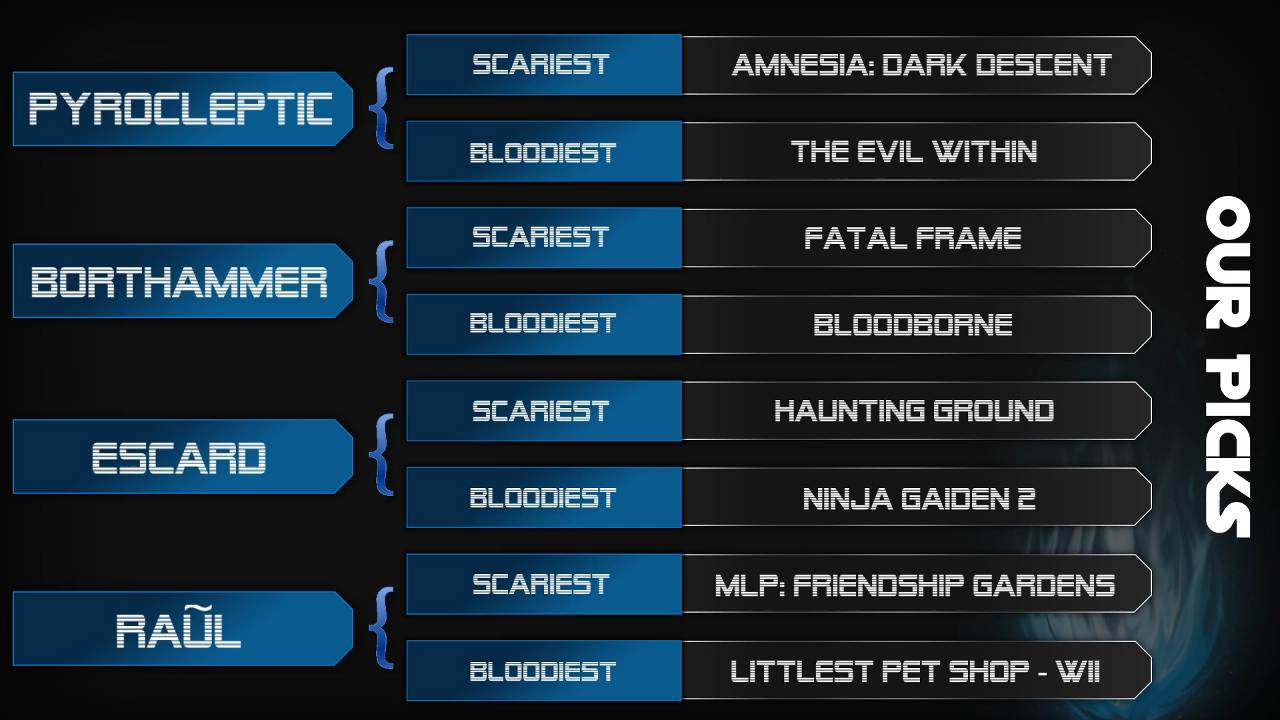 PYROCLEPTIC
SCARIEST
AMNESIA: DARK DESCENT
BLOODIEST
THE EVIL WITHIN
BORTHAMMER
SCARIEST
FATAL FRAME
BLOODIEST
BLOODBORNE
ESCARD
SCARIEST
HAUNTING GROUND
BLOODIEST
NINJA GAIDEN 2
RAŨL
SCARIEST
MLP: FRIENDSHIP GARDENS
BLOODIEST
LITTLEST PET SHOP - WII
OUR PICKS